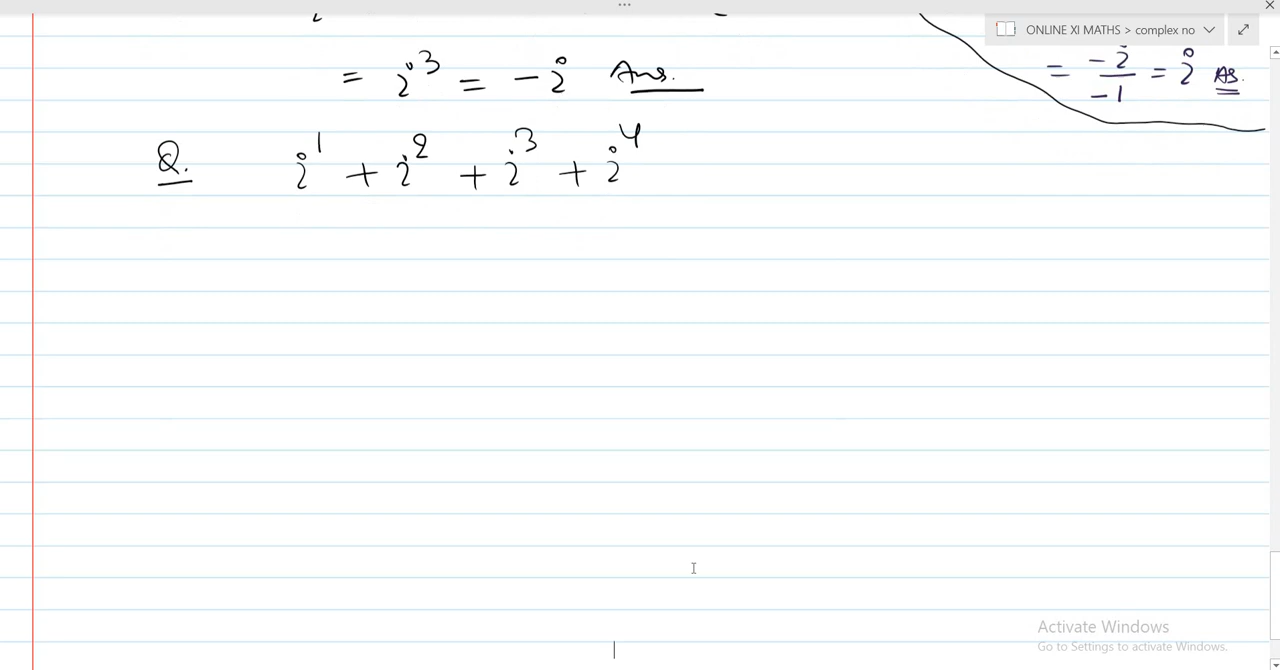 ONLINE XI MATHS > complex no
= i³ = - i Ans.
= -i/-1 = i As.
Q. i¹ + i² + i³ + i⁴
Activate Windows
Go to Settings to activate Windows.